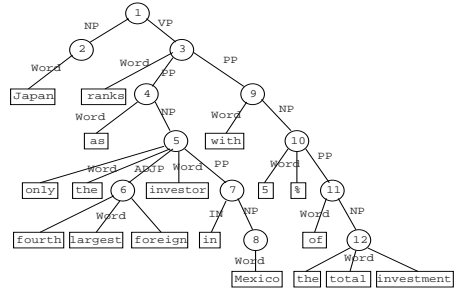 1
NP VP
2 3
Word Word PP PP
Japan ranks 4 9
Word NP Word NP
as 5 with 10
Word ADJP Word PP Word PP
only the 6 investor 7 5 % 11
Word IN NP Word NP
fourth largest foreign in 8 of 12
Word Word
Mexico the total investment